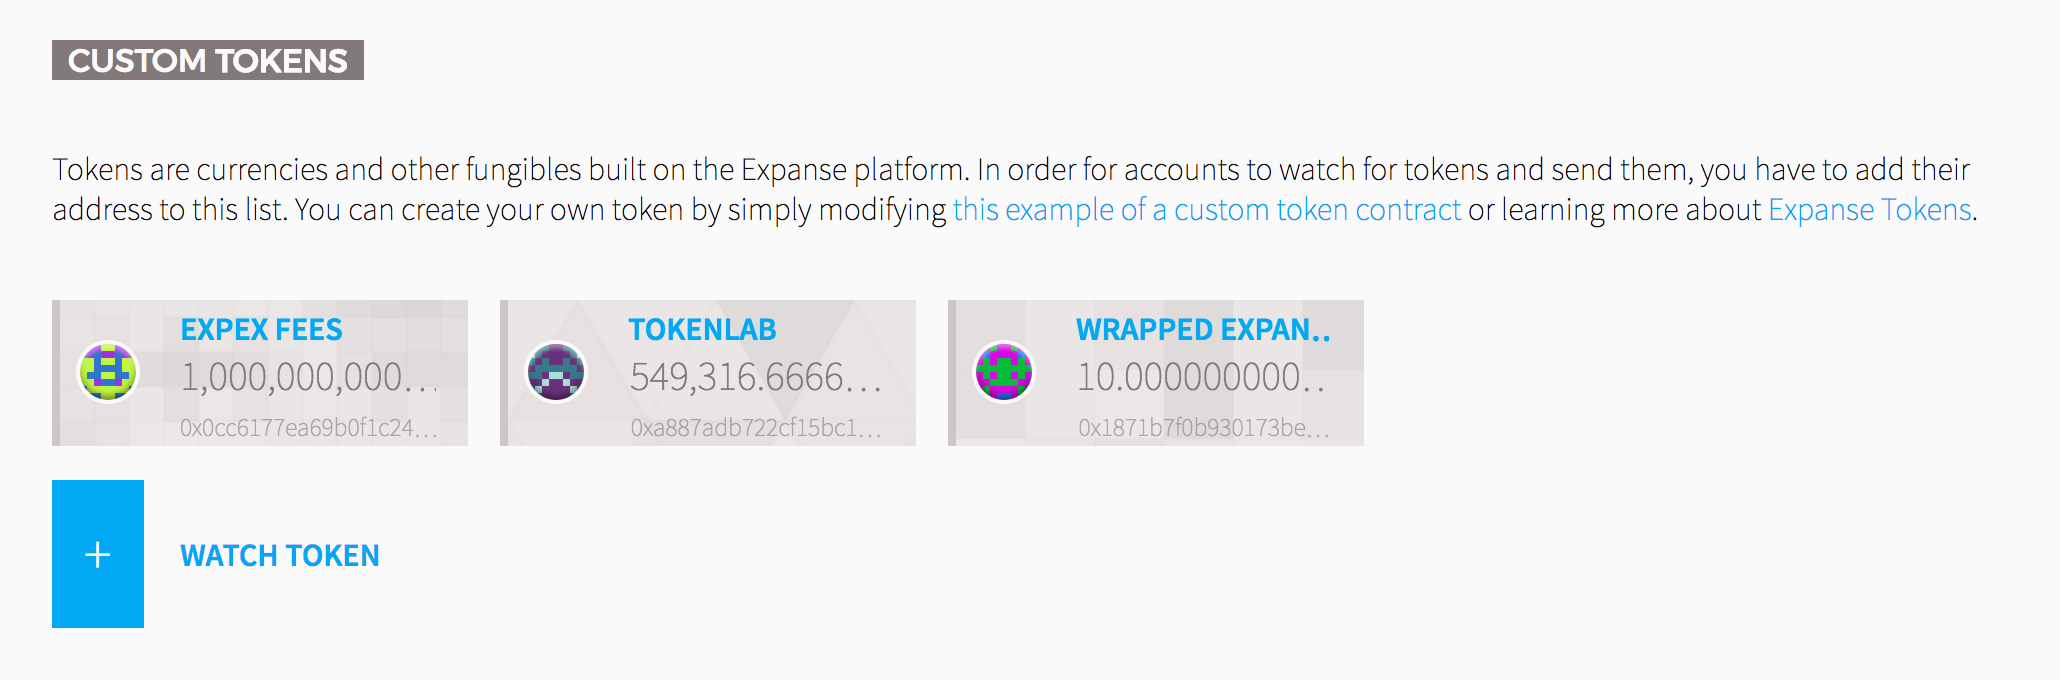 CUSTOM TOKENS
Tokens are currencies and other fungibles built on the Expanse platform. In order for accounts to watch for tokens and send them, you have to add their
address to this list. You can create your own token by simply modifying this example of a custom token contract or learning more about Expanse Tokens.
EXPEX FEES
1,000,000,000…
0x0cc6177ea69b0f1c24…
TOKENLAB
549,316.6666…
0xa887adb722cf15bc1…
WRAPPED EXPAN..
10.000000000..
0x1871b7f0b930173be…
+
WATCH TOKEN